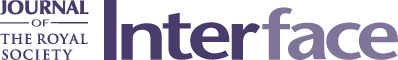 JOURNAL
OF
THE ROYAL
SOCIETY
Interface